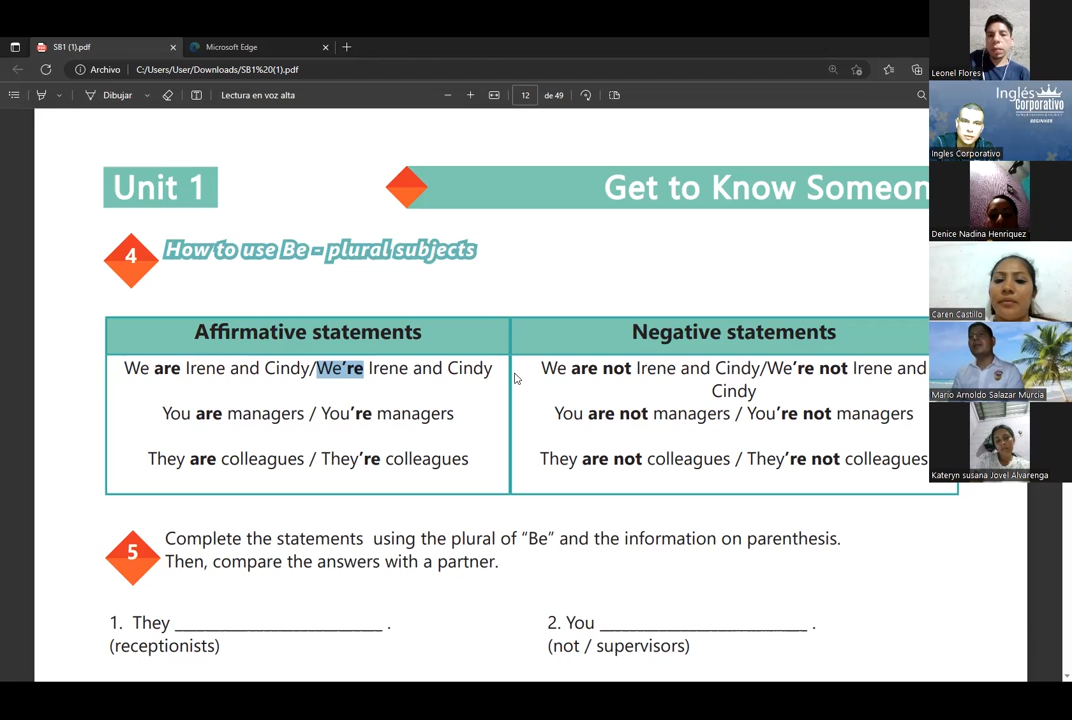 SB1 (1).pdf
Microsoft Edge
Archivo
C:/Users/User/Downloads/SB1%20(1).pdf
Dibujar
Lectura en voz alta
12
de 49
Unit 1
Get to Know Someon
4
How to use Be - plural subjects
Affirmative statements
Negative statements
We are Irene and Cindy/We're Irene and Cindy
We are not Irene and Cindy/We're not Irene and
Cindy
You are managers / You're managers
You are not managers / You're not managers
They are colleagues / They're colleagues
They are not colleagues / They're not colleagues
5
Complete the statements using the plural of "Be" and the information on parenthesis.
Then, compare the answers with a partner.
1. They ________________________ .
(receptionists)
2. You ________________________ .
(not / supervisors)
Leonel Flores
Inglés
Corporativo
BEGINNER
Ingles Corporativo
Denice Nadina Henriquez
Caren Castillo
Mario Arnoldo Salazar Murcia
Kateryn susana Jovel Alvarenga